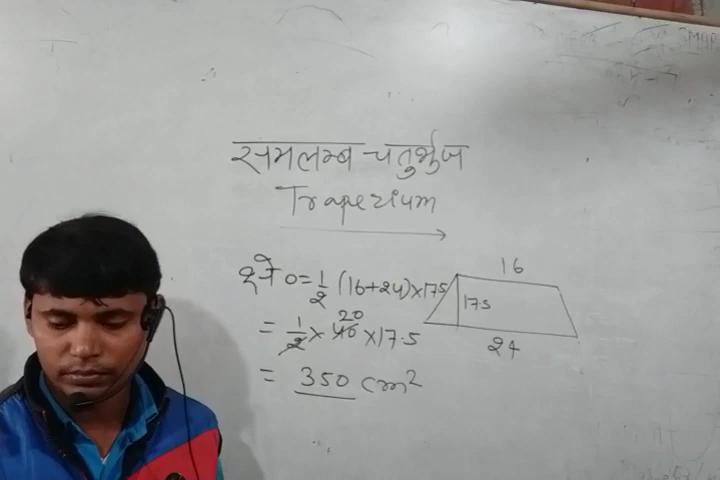 समलम्ब चतुर्भुज
Trapezium
क्षे० = 1/2 (16+24)×17.5
= 1/2 × 40 20 × 17.5
= 350 cm²
16
17.5
24